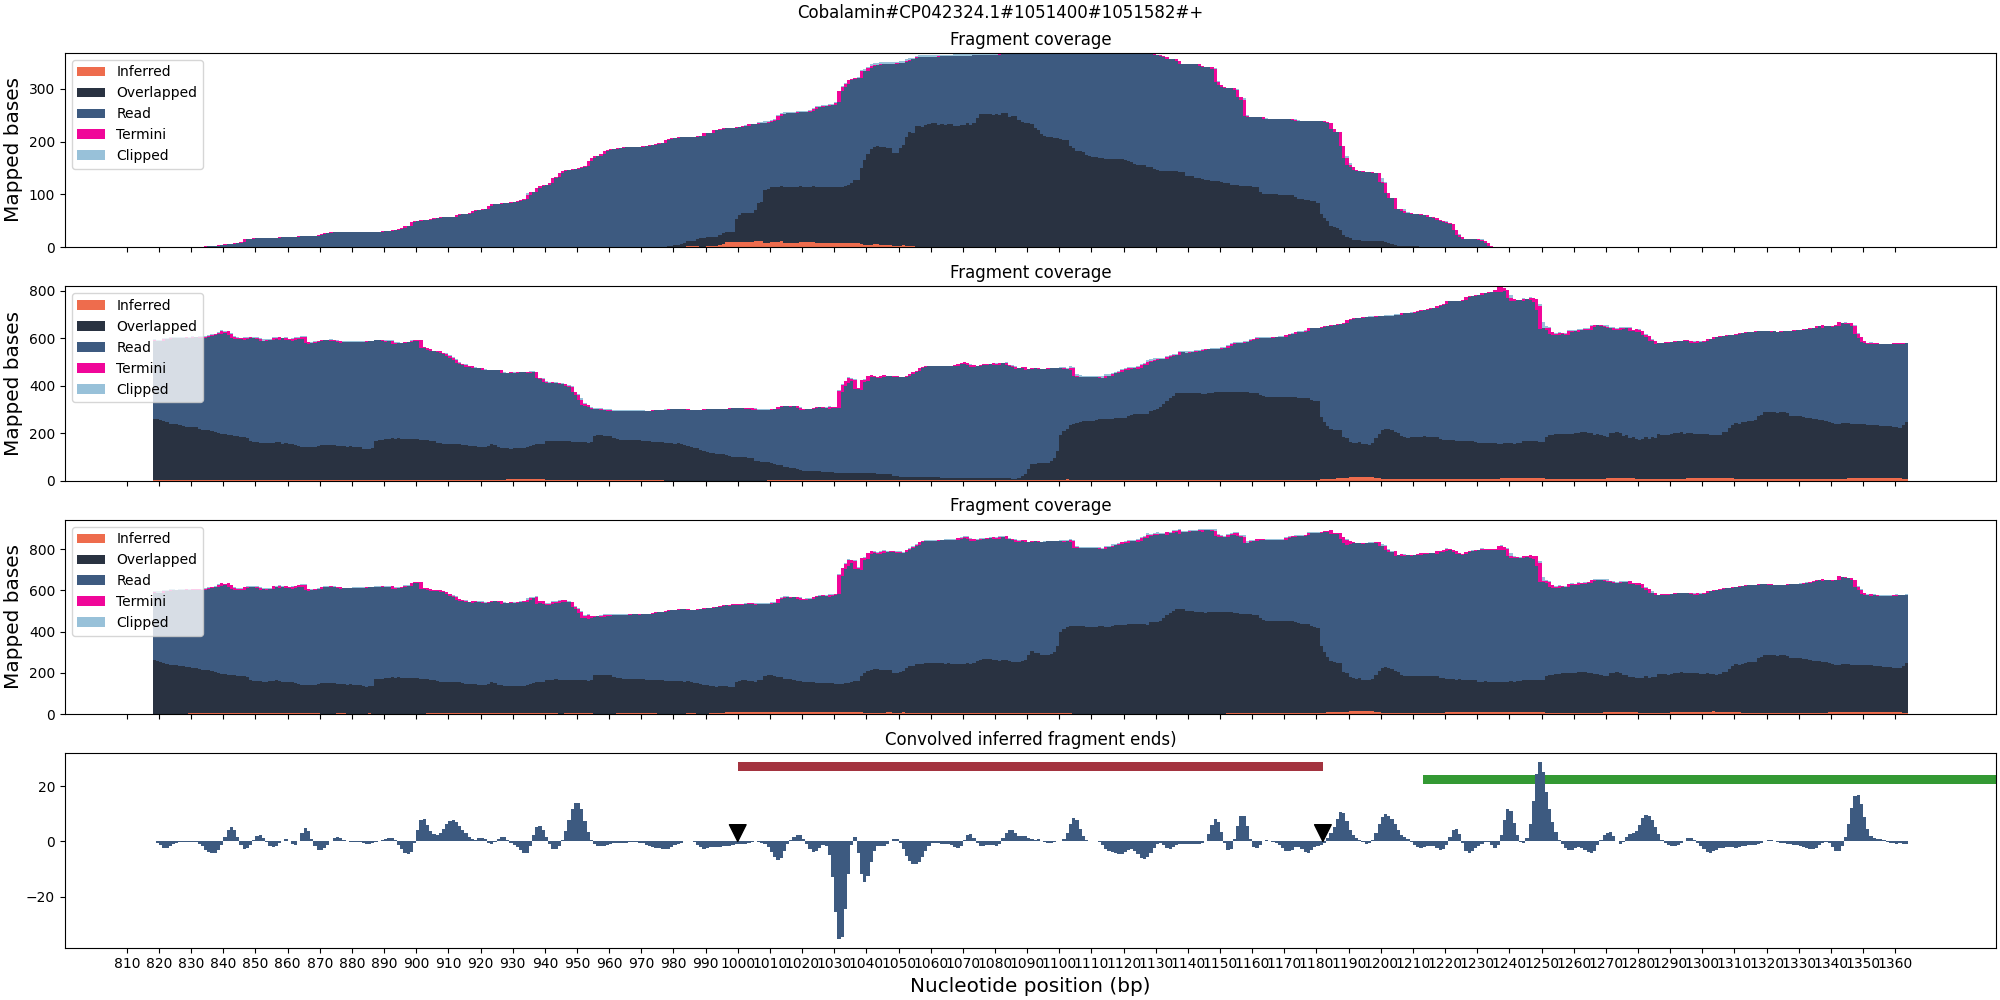 Cobalamin#CP042324.1#1051400#1051582#+
Fragment coverage
Mapped bases
300
200
100
0
Inferred
Overlapped
Read
Termini
Clipped
Fragment coverage
Mapped bases
800
600
400
200
0
Inferred
Overlapped
Read
Termini
Clipped
Fragment coverage
Mapped bases
800
600
400
200
0
Inferred
Overlapped
Read
Termini
Clipped
Convolved inferred fragment ends)
20
0
−20
810 820 830 840 850 860 870 880 890 900 910 920 930 940 950 960 970 980 990 1000 1010 1020 1030 1040 1050 1060 1070 1080 1090 1100 1110 1120 1130 1140 1150 1160 1170 1180 1190 1200 1210 1220 1230 1240 1250 1260 1270 1280 1290 1300 1310 1320 1330 1340 1350 1360
Nucleotide position (bp)